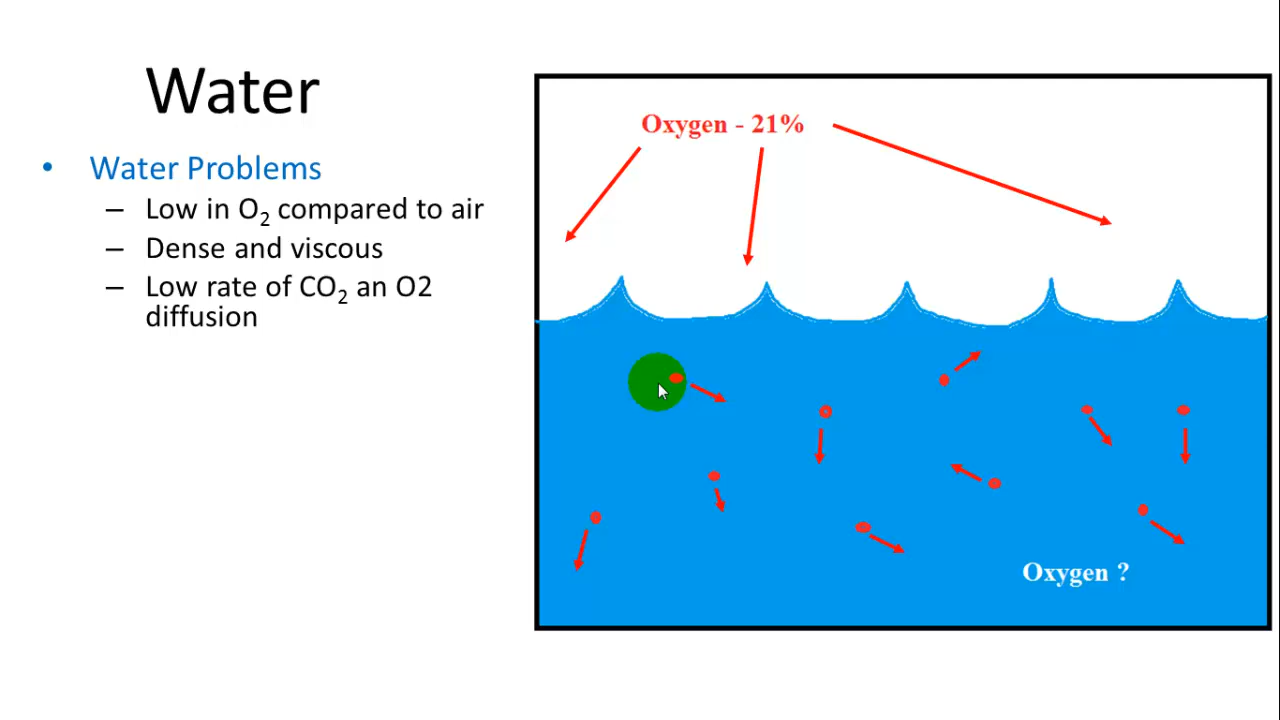 Water
• Water Problems
– Low in O₂ compared to air
– Dense and viscous
– Low rate of CO₂ an O2
diffusion
Oxygen - 21%
Oxygen ?